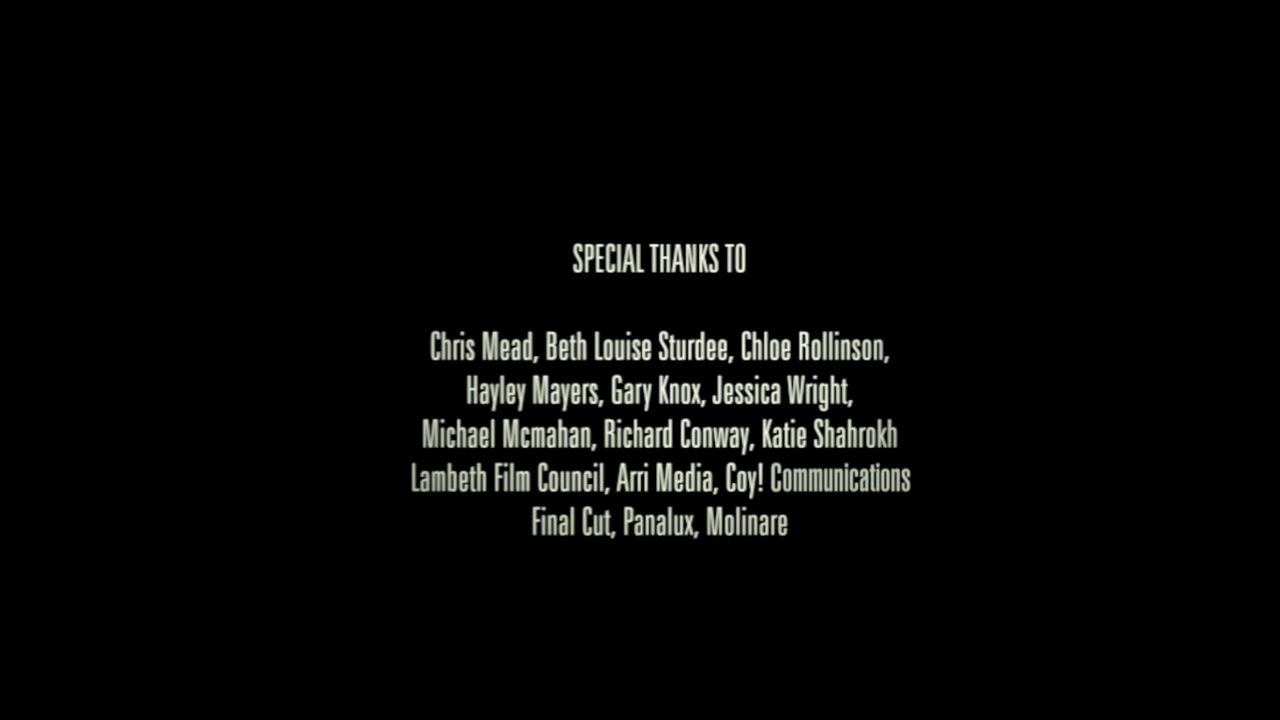 SPECIAL THANKS TO
Chris Mead, Beth Louise Sturdee, Chloe Rollinson,
Hayley Mayers, Gary Knox, Jessica Wright,
Michael Mcmahan, Richard Conway, Katie Shahrokh
Lambeth Film Council, Arri Media, Coy! Communications
Final Cut, Panalux, Molinare